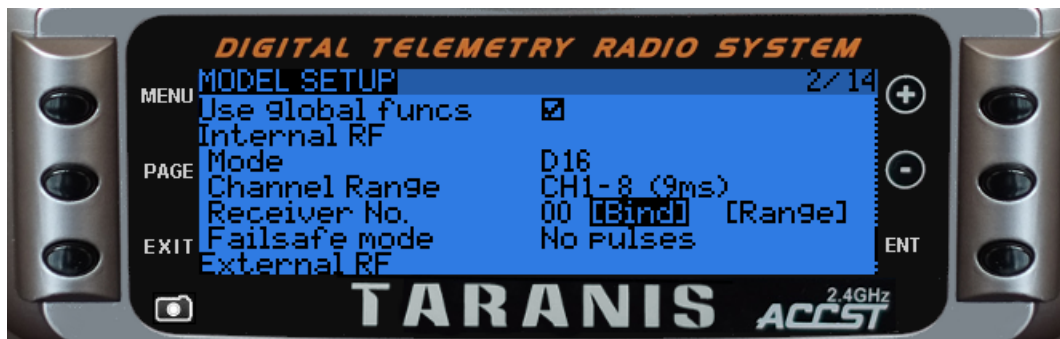 DIGITAL TELEMETRY RADIO SYSTEM
MENU
PAGE
EXIT
MODEL SETUP 2/14
Use global funcs
Internal RF
Mode D16
Channel Range CH1-8 (9ms)
Receiver No. 00 [Bind] [Range]
Failsafe mode No pulses
External RF
+
-
ENT
TARANIS
2.4GHz
ACCST